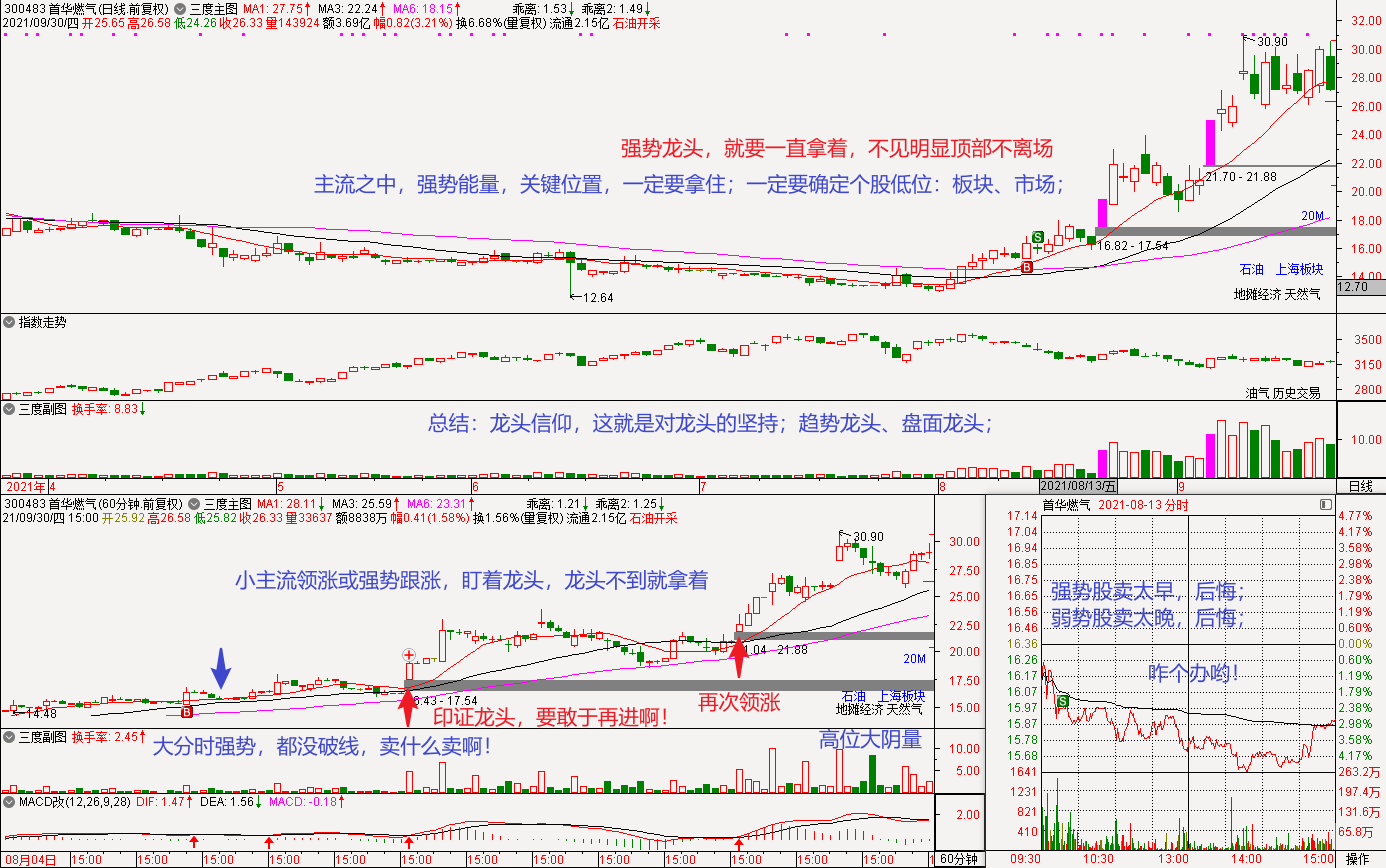 300483 首华燃气(日线.前复权) 三度主图 MA1: 27.75↑ MA3: 22.24↑ MA6: 18.15↑ 乖离: 1.53↓ 乖离2: 1.49↓
2021/09/30/四 开25.65 高26.58 低24.26 收26.33 量143924 额3.69亿 幅0.82(3.21%) 换6.68%(量复权) 流通2.15亿 石油开采
32.00
30.90
30.00
28.00
26.00
24.00
强势龙头，就要一直拿着，不见明显顶部不离场
22.00
21.70 - 21.88
主流之中，强势能量，关键位置，一定要拿住；一定要确定个股低位：板块、市场；
20.00
20M
18.00
S
16.82 - 17.54
16.00
B
石油 上海板块
14.00
12.70
12.64
地摊经济 天然气
指数走势
3500
3150
2800
油气 历史交易
三度副图 换手率: 8.83↓
总结：龙头信仰，这就是对龙头的坚持；趋势龙头、盘面龙头；
10.00
2021年 4 5 6 7 8 2021/08/13/五 9 日线
300483 首华燃气(60分钟.前复权) 三度主图 MA1: 28.11↓ MA3: 25.59↑ MA6: 23.31↑ 乖离: 1.21↓ 乖离2: 1.25↓
21/09/30/四 15:00 开25.92 高26.58 低25.82 收26.33 量33637 额8838万 幅0.41(1.58%) 换1.56%(量复权) 流通2.15亿 石油开采
30.90
30.00
27.50
小主流领涨或强势跟涨，盯着龙头，龙头不到就拿着
25.00
22.50
1.04 - 21.88
20.00
20M
17.50
6.43 - 17.54
再次领涨
石油 上海板块
地摊经济 天然气
15.00
14.48
B
印证龙头，要敢于再进啊！
三度副图 换手率: 2.45↑
大分时强势，都没破线，卖什么卖啊！
高位大阴量
10.00
5.00
MACD改(12,26,9,28) DIF: 1.47↑ DEA: 1.56↓ MACD: -0.18↑
2.00
08月04日 15:00 15:00 15:00 15:00 15:00 15:00 15:00 15:00 15:00 15:00 15:00 15:00 15:00 60分钟
首华燃气 2021-08-13 分时
17.14 4.77%
17.04 4.17%
16.94 3.58%
16.85 2.98%
16.75 2.38%
16.65 1.79%
16.56 1.19%
16.46 0.60%
16.36 0.00%
16.26 0.60%
16.17 1.19%
16.07 1.79%
15.97 2.38%
15.87 2.98%
15.78 3.58%
15.68 4.17%
1641 263.2万
1231 197.4万
821 131.6万
410 65.8万
强势股卖太早，后悔；
弱势股卖太晚，后悔；
咋个办哟！
S
09:30 10:30 13:00 14:00 15:00 操作